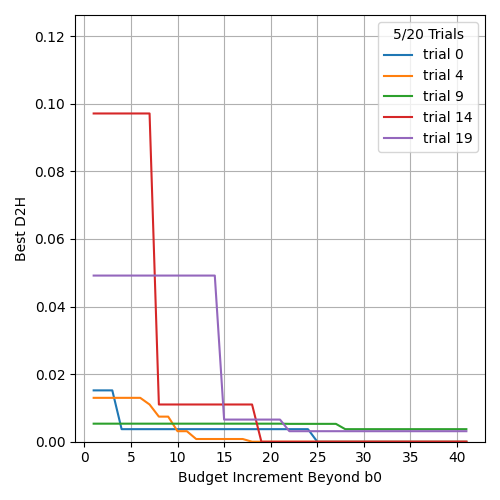 5/20 Trials
trial 0
trial 4
trial 9
trial 14
trial 19
0.12
0.10
0.08
0.06
0.04
0.02
0.00
Best D2H
0 5 10 15 20 25 30 35 40
Budget Increment Beyond b0